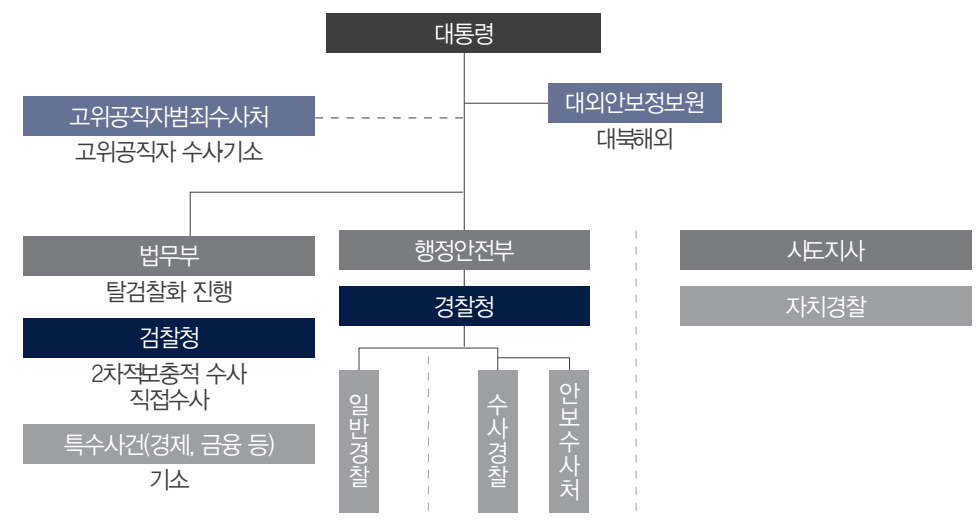 대통령
고위공직자범죄수사처
고위공직자 수사·기소
대외안보정보원
대북해외
법무부
탈검찰화 진행
검찰청
2차적보충적 수사
직접수사
특수사건(경제, 금융 등)
기소
행정안전부
경찰청
일반경찰
수사경찰
안보수사처
시도지사
자치경찰